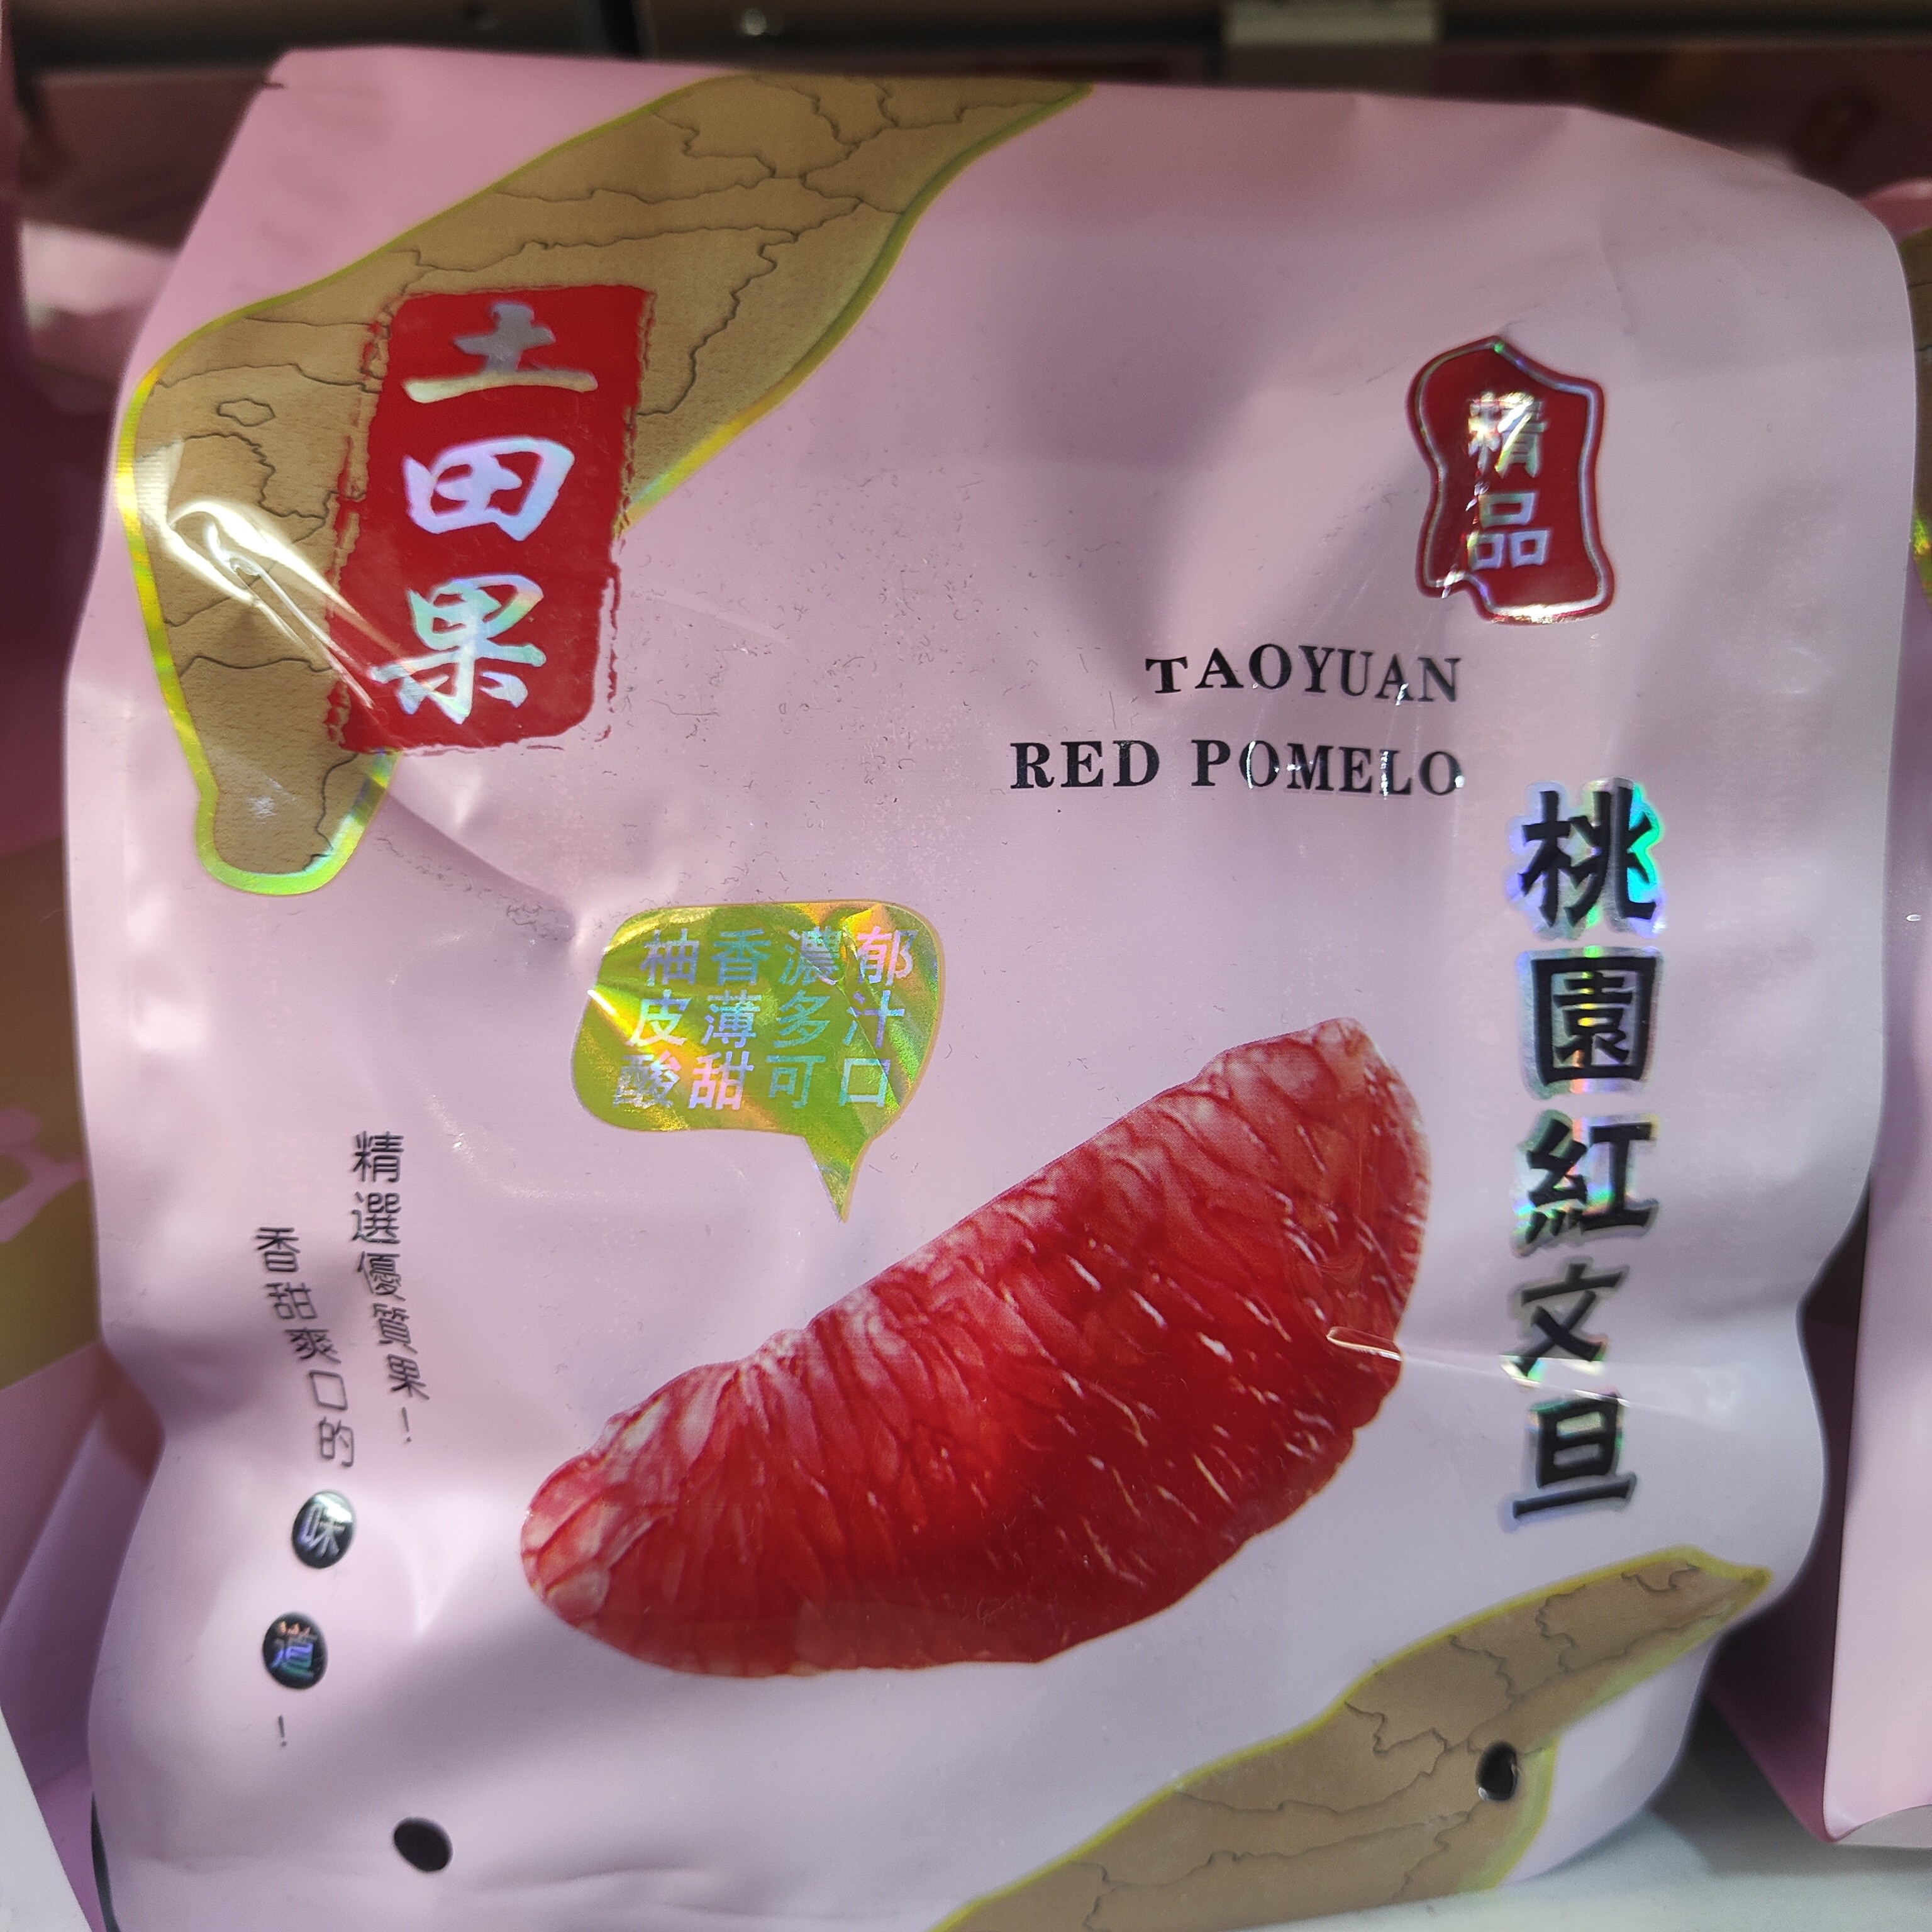 土田果
精品
TAOYUAN
RED POMELO
桃園紅文旦
柚香濃郁
皮薄多汁
酸甜可口
精選優質果！
香甜爽口的味道！